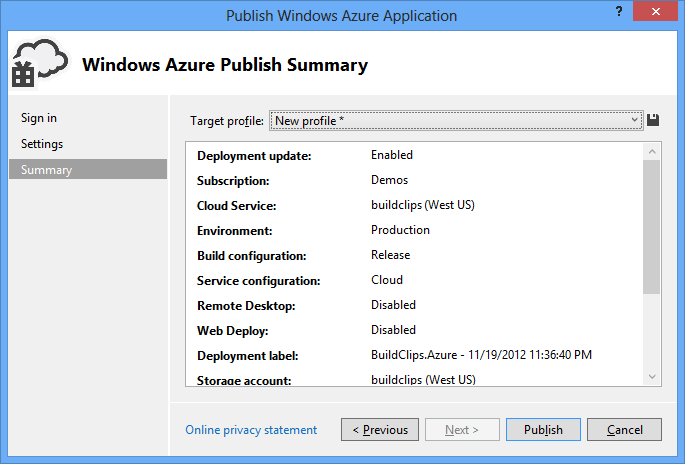 Publish Windows Azure Application
?
Windows Azure Publish Summary
Sign in
Settings
Summary
Target profile: New profile *
Deployment update: Enabled
Subscription: Demos
Cloud Service: buildclips (West US)
Environment: Production
Build configuration: Release
Service configuration: Cloud
Remote Desktop: Disabled
Web Deploy: Disabled
Deployment label: BuildClips.Azure - 11/19/2012 11:36:40 PM
Storage account: buildclips (West US)
Online privacy statement
< Previous
Next >
Publish
Cancel